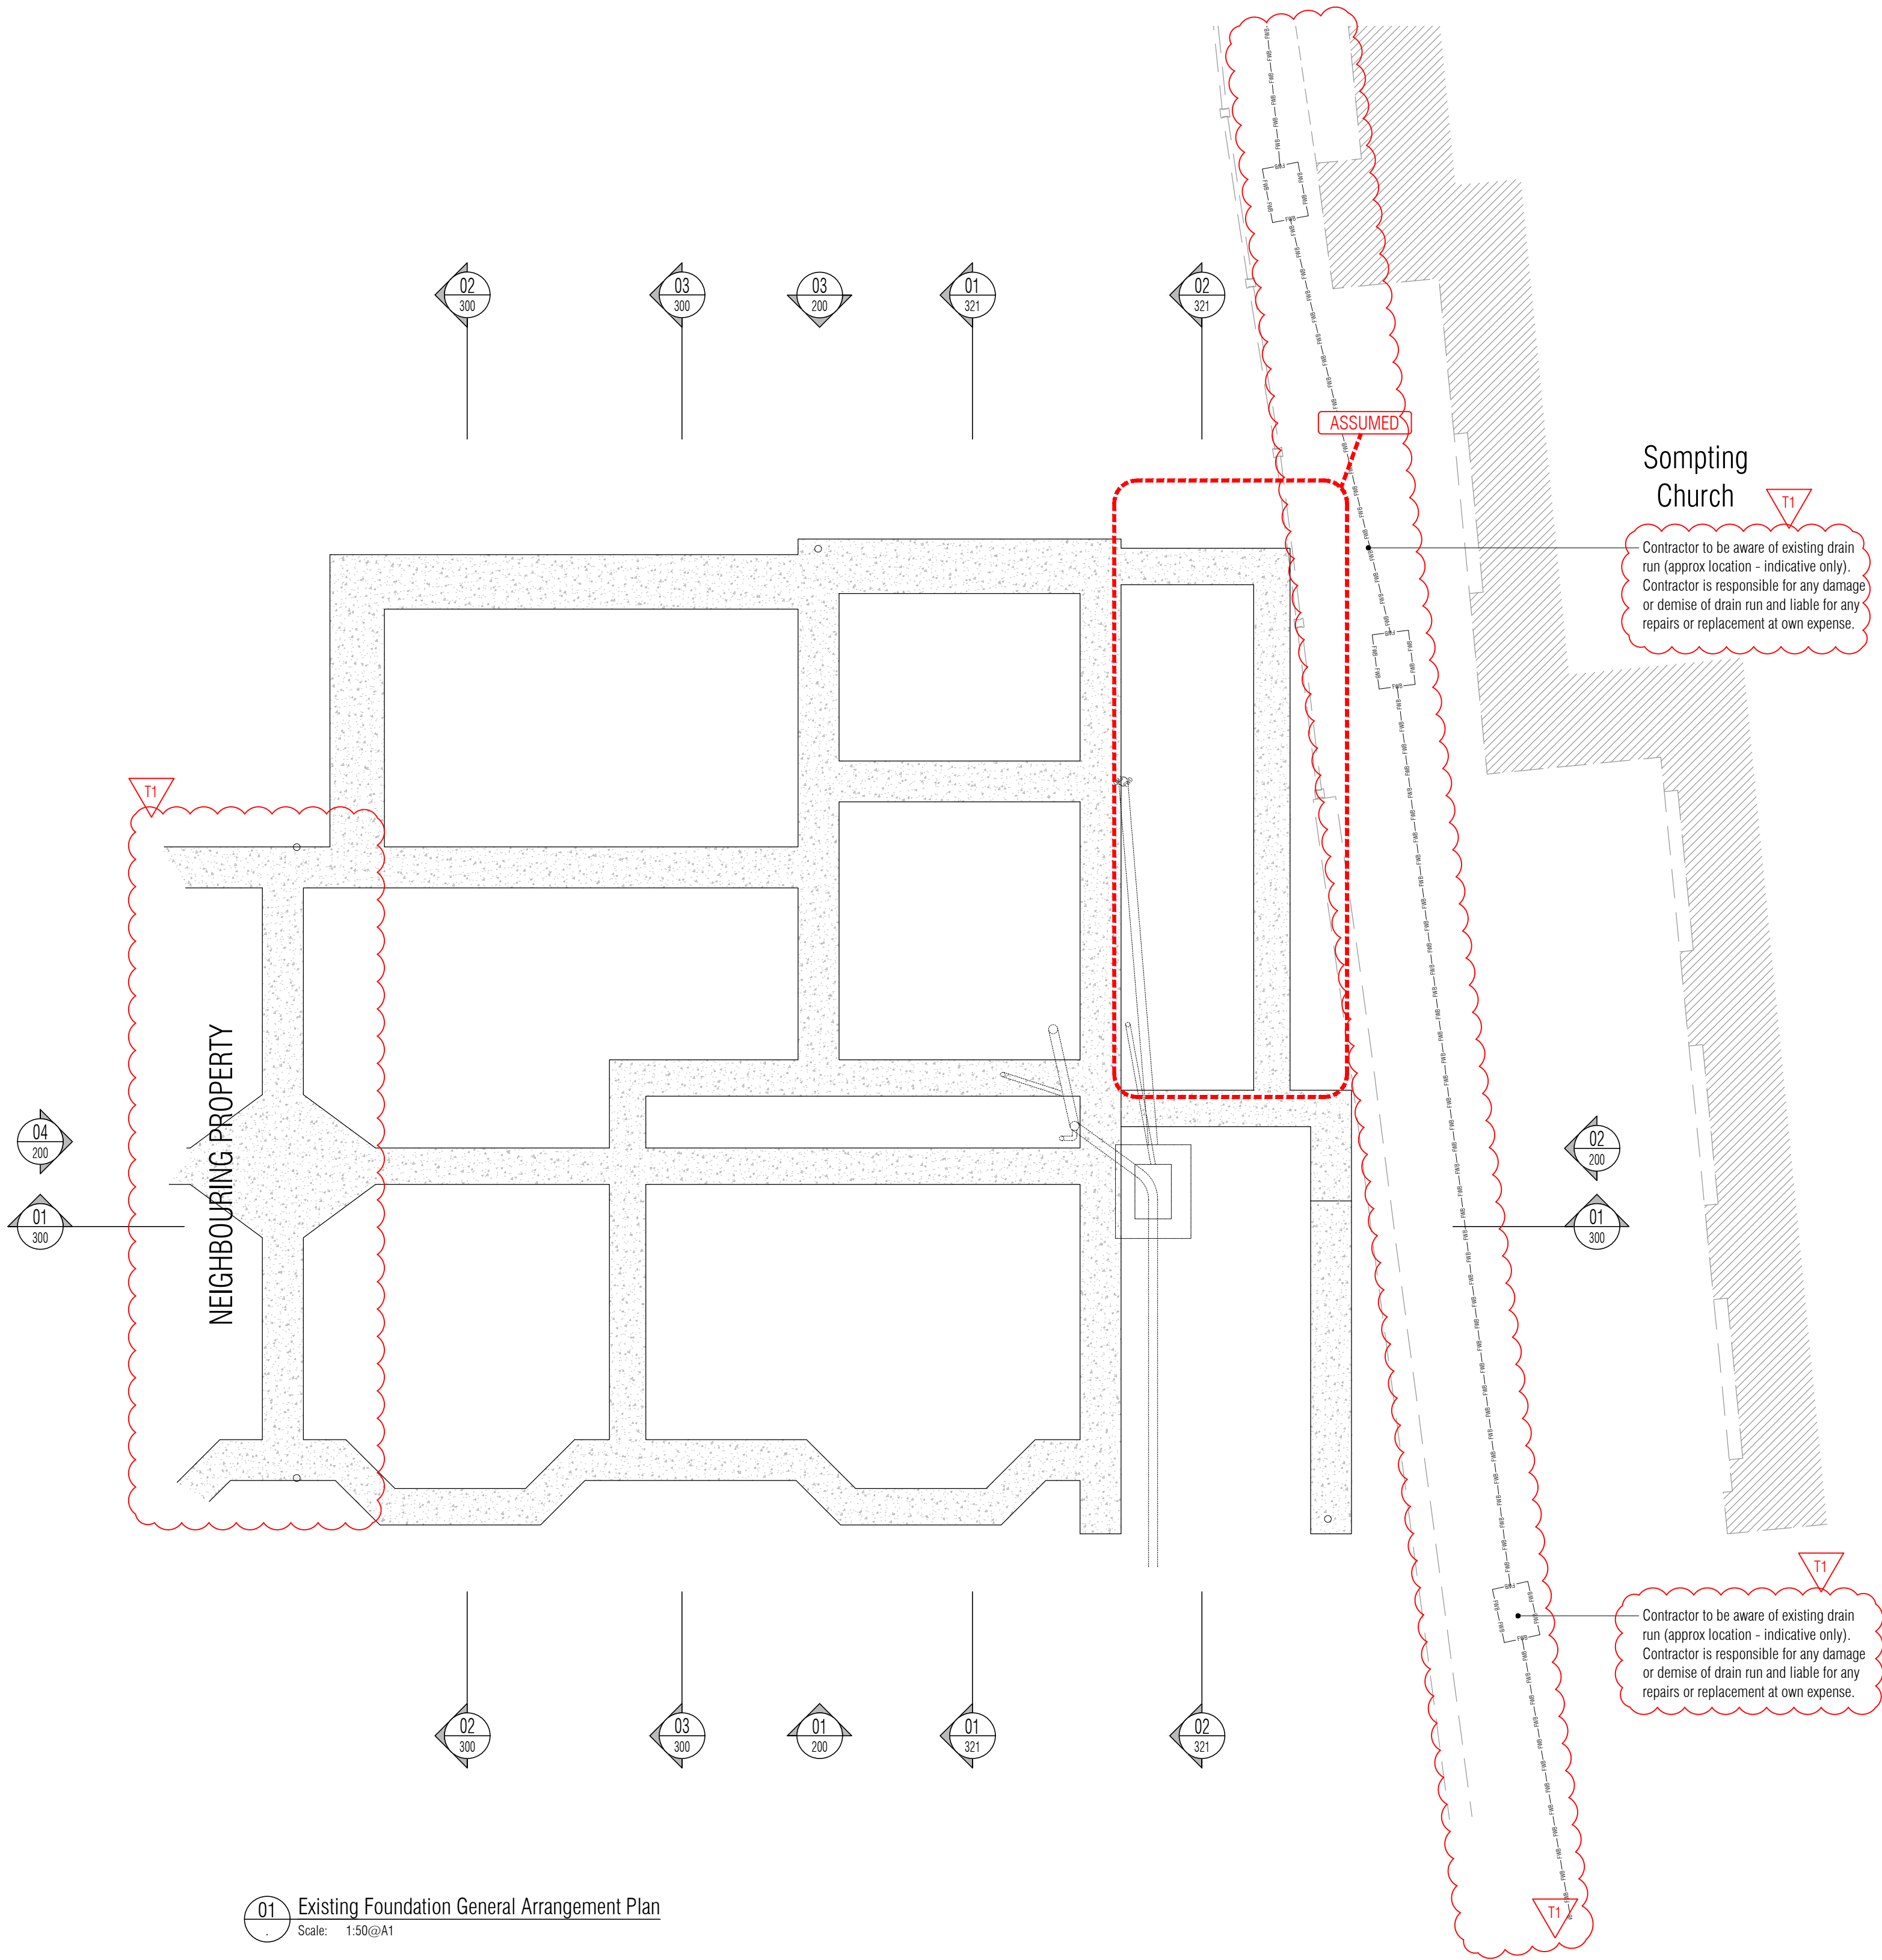 02
300
03
300
03
200
01
321
02
321
ASSUMED
Sompting
Church
T1
Contractor to be aware of existing drain
run (approx location - indicative only).
Contractor is responsible for any damage
or demise of drain run and liable for any
repairs or replacement at own expense.
T1
NEIGHBOURING PROPERTY
04
200
01
300
02
200
01
300
FWB
T1
Contractor to be aware of existing drain
run (approx location - indicative only).
Contractor is responsible for any damage
or demise of drain run and liable for any
repairs or replacement at own expense.
02
300
03
300
01
200
01
321
02
321
T1
01
Existing Foundation General Arrangement Plan
Scale: 1:50@A1